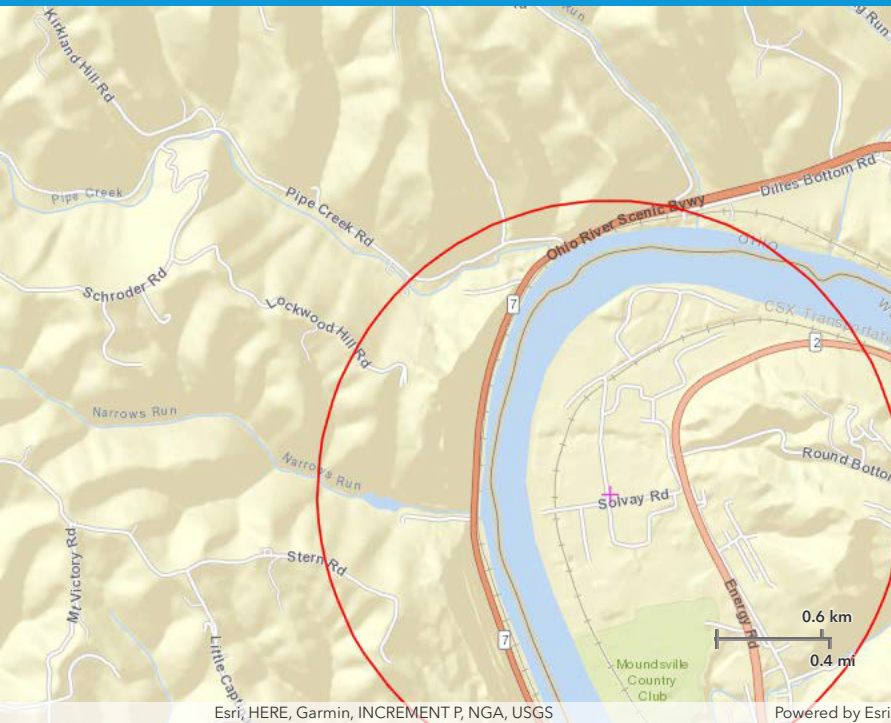 Run
Kirkland Hill Rd
Pipe Creek
Pipe Creek Rd
Dilles Bottom Rd
Ohio River Scenic Bywy
OHIO
Schroder Rd
7
CSX Transportati
Lockwood Hill Rd
2
Narrows Run
Narrows Run
Round Bottom
Solvay Rd
Mt Victory Rd
Stern Rd
Energy Rd
0.6 km
7
0.4 mi
Little Capt
Moundsville
Country
Club
Esri, HERE, Garmin, INCREMENT P, NGA, USGS
Powered by Esri